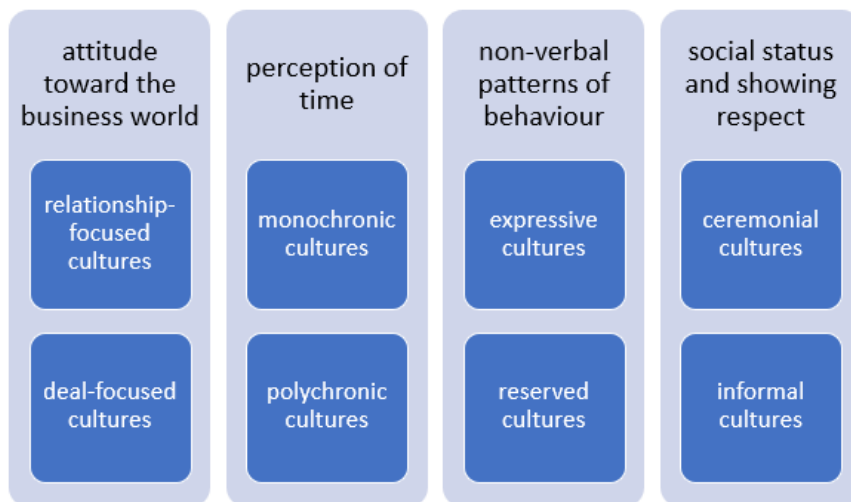 attitude
toward the
business world
relationship-
focused
cultures
deal-focused
cultures
perception of
time
monochronic
cultures
polychronic
cultures
non-verbal
patterns of
behaviour
expressive
cultures
reserved
cultures
social status
and showing
respect
ceremonial
cultures
informal
cultures